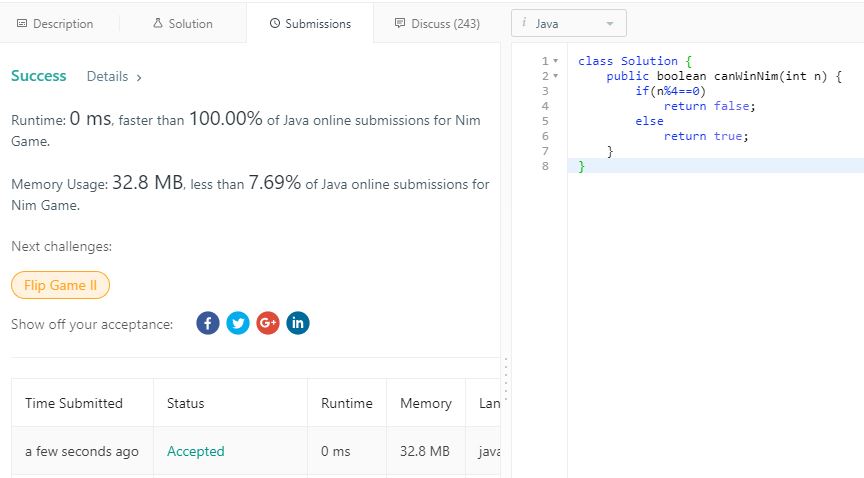 Description
Solution
Submissions
Discuss (243)
i Java
Success Details >
Runtime: 0 ms, faster than 100.00% of Java online submissions for Nim
Game.
Memory Usage: 32.8 MB, less than 7.69% of Java online submissions for
Nim Game.
Next challenges:
Flip Game II
Show off your acceptance: f G+ in
Time Submitted Status Runtime Memory Lan
a few seconds ago Accepted 0 ms 32.8 MB java
1 class Solution {
2 public boolean canWinNim(int n) {
3 if(n%4==0)
4 return false;
5 else
6 return true;
7 }
8 }